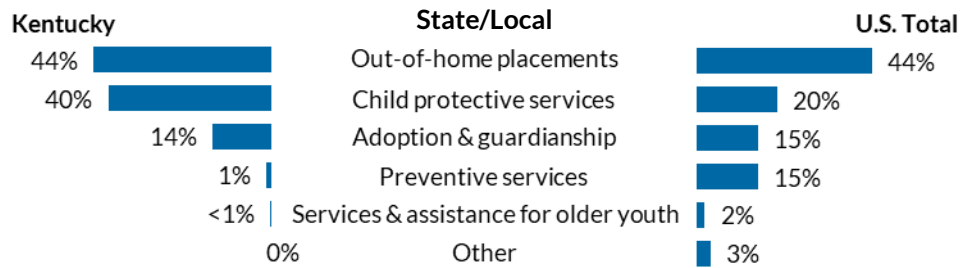 Kentucky State/Local U.S. Total
44% Out-of-home placements 44%
40% Child protective services 20%
14% Adoption & guardianship 15%
1% Preventive services 15%
<1% Services & assistance for older youth 2%
0% Other 3%